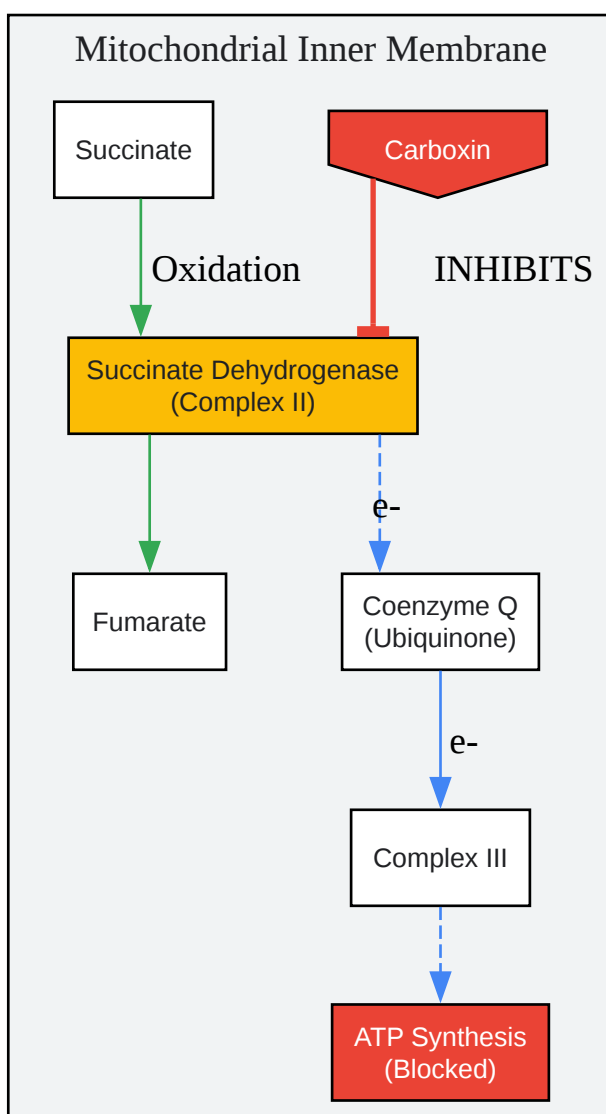 Mitochondrial Inner Membrane
Succinate
Carboxin
Oxidation
INHIBITS
Succinate Dehydrogenase
(Complex II)
e-
Fumarate
Coenzyme Q
(Ubiquinone)
e-
Complex III
ATP Synthesis
(Blocked)